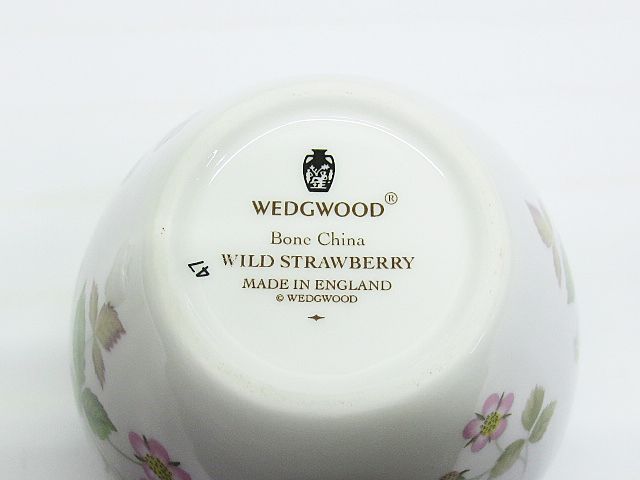 WEDGWOOD®
Bone China
WILD STRAWBERRY
MADE IN ENGLAND
© WEDGWOOD
47